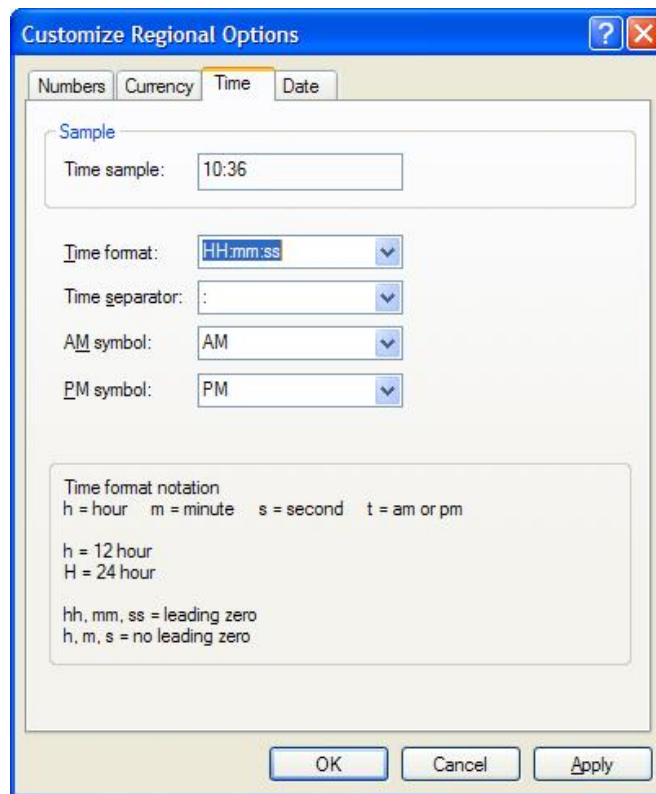 Customize Regional Options
Numbers Currency Time Date
Sample
Time sample: 10:36
Time format: HH:mm:ss
Time separator: :
AM symbol: AM
PM symbol: PM
Time format notation
h = hour m = minute s = second t = am or pm
h = 12 hour
H = 24 hour
hh, mm, ss = leading zero
h, m, s = no leading zero
OK Cancel Apply